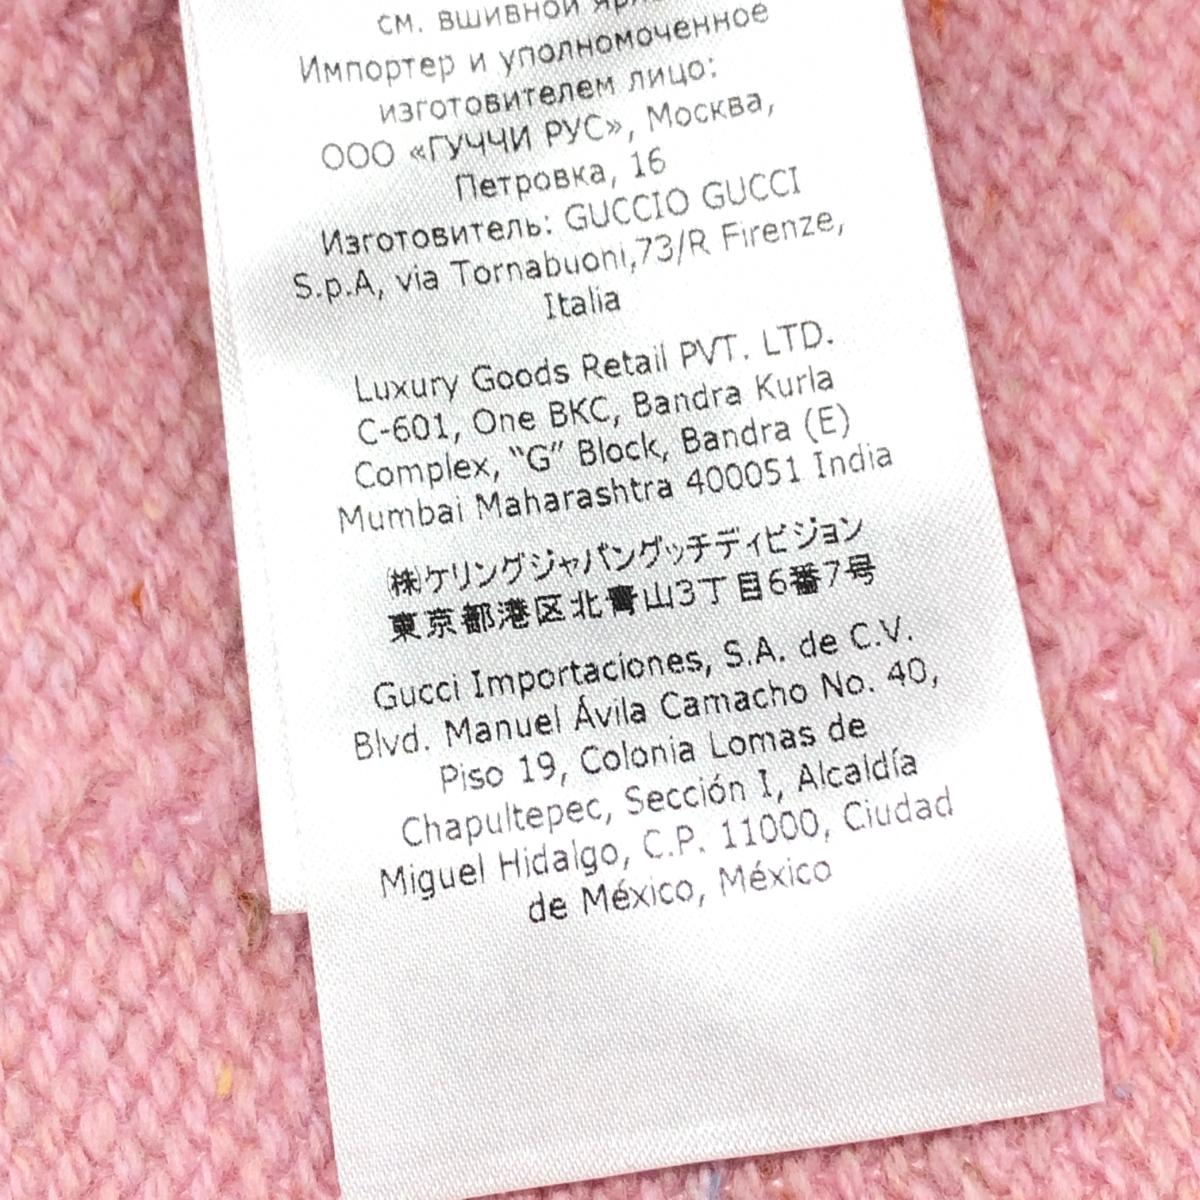 см. вшивной
Импортер и уполномоченное
изготовителем лицо:
ООО «ГУЧЧИ РУС», Москва,
Петровка, 16
Изготовитель: GUCCIO GUCCI
S.p.A, via Tornabuoni,73/R Firenze,
Italia
Luxury Goods Retail PVT. LTD.
C-601, One BKC, Bandra Kurla
Complex, “G” Block, Bandra (E)
Mumbai Maharashtra 400051 India
㈱ケリングジャパングッチディビジョン
東京都港区北青山3丁目6番7号
Gucci Importaciones, S.A. de C.V.
Blvd. Manuel Ávila Camacho No. 40,
Piso 19, Colonia Lomas de
Chapultepec, Sección I, Alcaldía
Miguel Hidalgo, C.P. 11000, Ciudad
de México, México